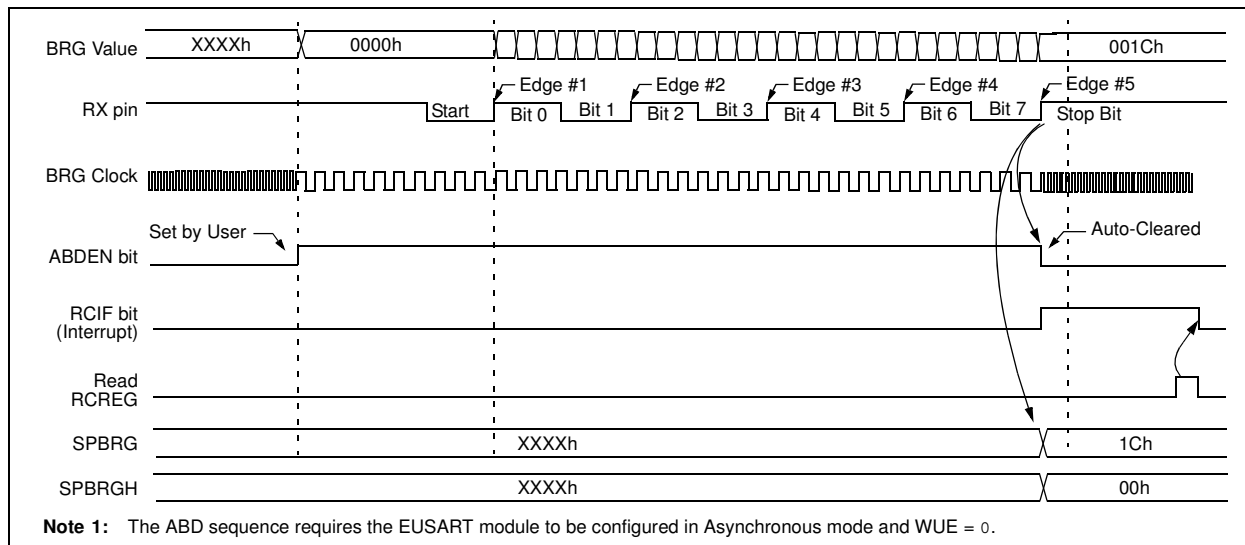 BRG Value XXXXh 0000h 001Ch
Edge #1 Edge #2 Edge #3 Edge #4 Edge #5
RX pin Start Bit 0 Bit 1 Bit 2 Bit 3 Bit 4 Bit 5 Bit 6 Bit 7 Stop Bit
BRG Clock
Set by User Auto-Cleared
ABDEN bit
RCIF bit
(Interrupt)
Read
RCREG
SPBRG XXXXh 1Ch
SPBRGH XXXXh 00h
Note 1: The ABD sequence requires the EUSART module to be configured in Asynchronous mode and WUE = 0.